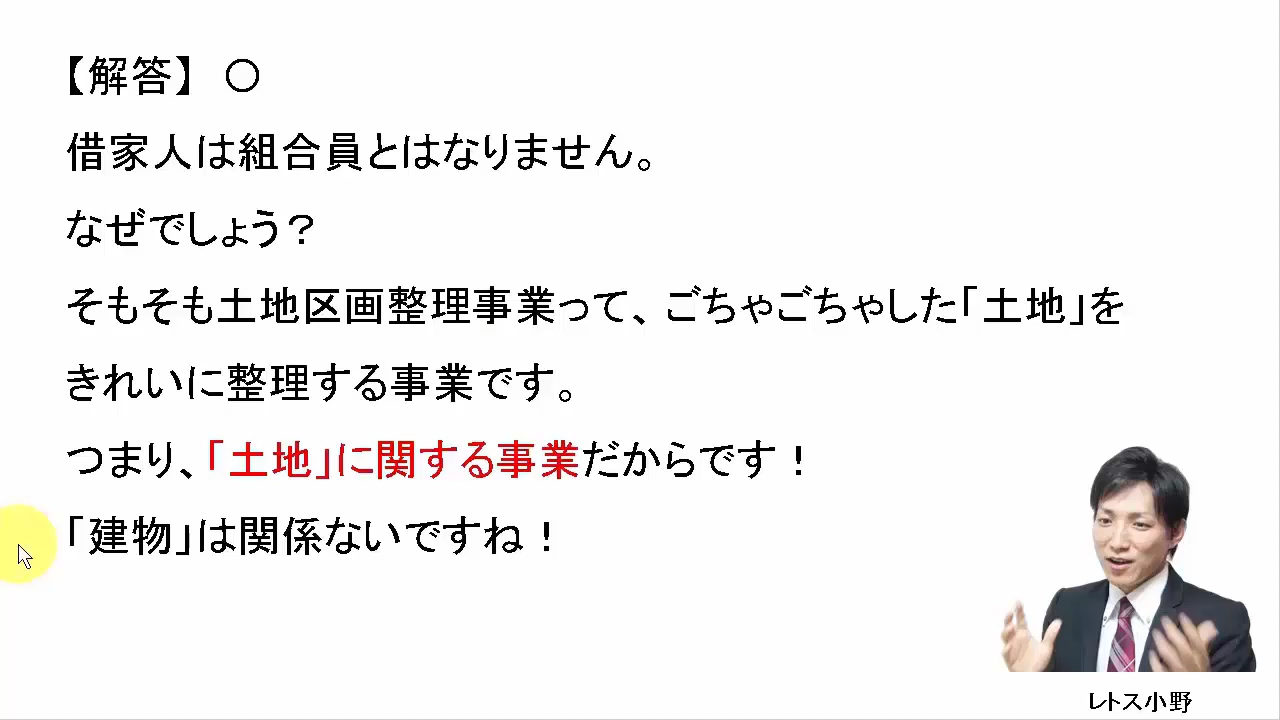 【解答】 ○
借家人は組合員とはなりません。
なぜでしょう？
そもそも土地区画整理事業って、ごちゃごちゃした「土地」を
きれいに整理する事業です。
つまり、「土地」に関する事業だからです！
「建物」は関係ないですね！
レトス小野